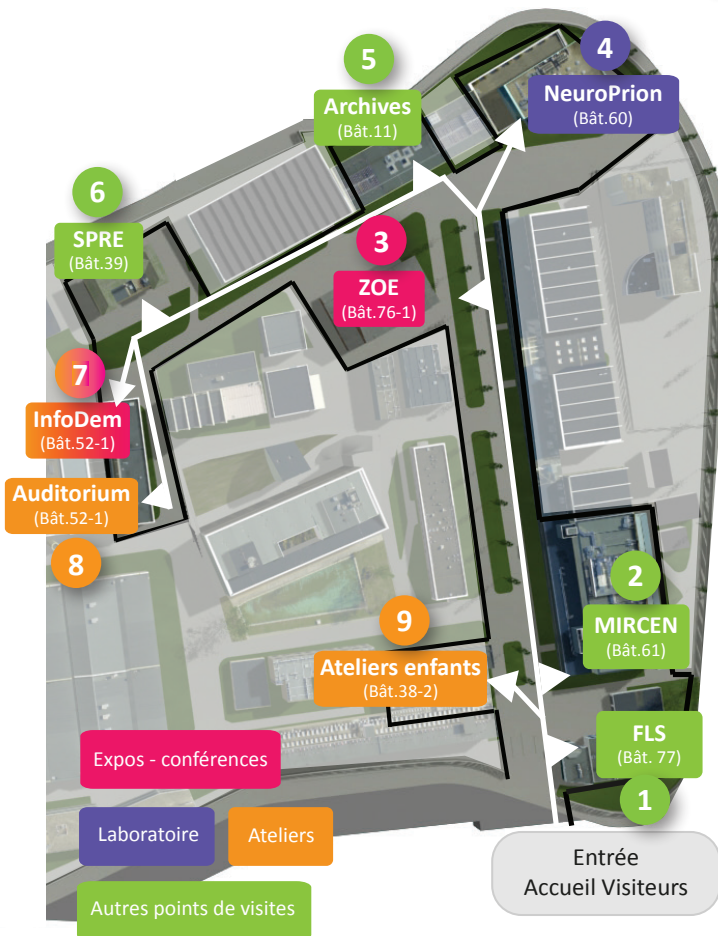 4
NeuroPrion
(Bât.60)
5
Archives
(Bât.11)
6
SPRE
(Bât.39)
3
ZOE
(Bât.76-1)
7
InfoDem
(Bât.52-1)
Auditorium
(Bât.52-1)
8
2
MIRCEN
(Bât.61)
9
Ateliers enfants
(Bât.38-2)
FLS
(Bât. 77)
1
Expos - conférences
Laboratoire
Ateliers
Autres points de visites
Entrée
Accueil Visiteurs